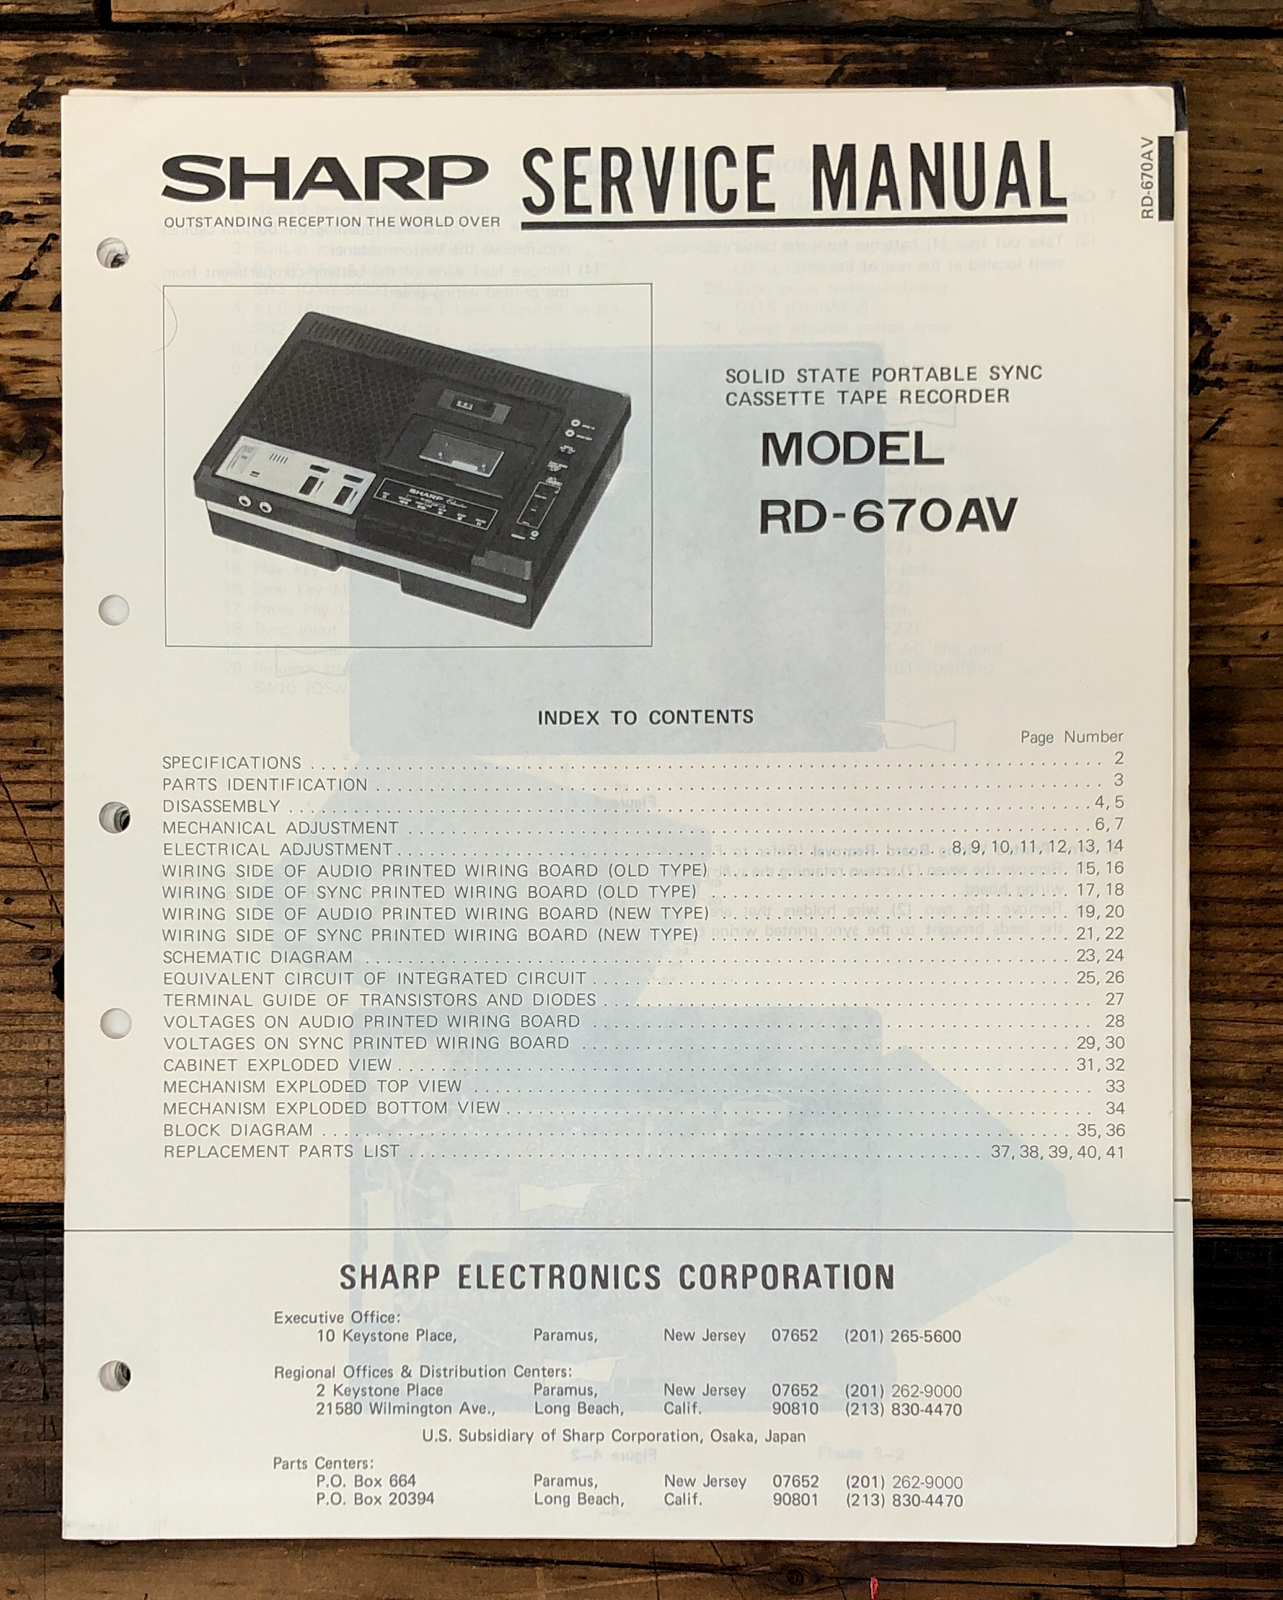 SHARP SERVICE MANUAL
OUTSTANDING RECEPTION THE WORLD OVER
RD-670AV
SOLID STATE PORTABLE SYNC
CASSETTE TAPE RECORDER
MODEL
RD-670AV
SHARP
INDEX TO CONTENTS
Page Number
SPECIFICATIONS 2
PARTS IDENTIFICATION 3
DISASSEMBLY 4, 5
MECHANICAL ADJUSTMENT 6, 7
ELECTRICAL ADJUSTMENT 8, 9, 10, 11, 12, 13, 14
WIRING SIDE OF AUDIO PRINTED WIRING BOARD (OLD TYPE) 15, 16
WIRING SIDE OF SYNC PRINTED WIRING BOARD (OLD TYPE) 17, 18
WIRING SIDE OF AUDIO PRINTED WIRING BOARD (NEW TYPE) 19, 20
WIRING SIDE OF SYNC PRINTED WIRING BOARD (NEW TYPE) 21, 22
SCHEMATIC DIAGRAM 23, 24
EQUIVALENT CIRCUIT OF INTEGRATED CIRCUIT 25, 26
TERMINAL GUIDE OF TRANSISTORS AND DIODES 27
VOLTAGES ON AUDIO PRINTED WIRING BOARD 28
VOLTAGES ON SYNC PRINTED WIRING BOARD 29, 30
CABINET EXPLODED VIEW 31, 32
MECHANISM EXPLODED TOP VIEW 33
MECHANISM EXPLODED BOTTOM VIEW 34
BLOCK DIAGRAM 35, 36
REPLACEMENT PARTS LIST 37, 38, 39, 40, 41
SHARP ELECTRONICS CORPORATION
Executive Office:
10 Keystone Place, Paramus, New Jersey 07652 (201) 265-5600
Regional Offices & Distribution Centers:
2 Keystone Place Paramus, New Jersey 07652 (201) 262-9000
21580 Wilmington Ave., Long Beach, Calif. 90810 (213) 830-4470
U.S. Subsidiary of Sharp Corporation, Osaka, Japan
Parts Centers:
P.O. Box 664 Paramus, New Jersey 07652 (201) 262-9000
P.O. Box 20394 Long Beach, Calif. 90801 (213) 830-4470